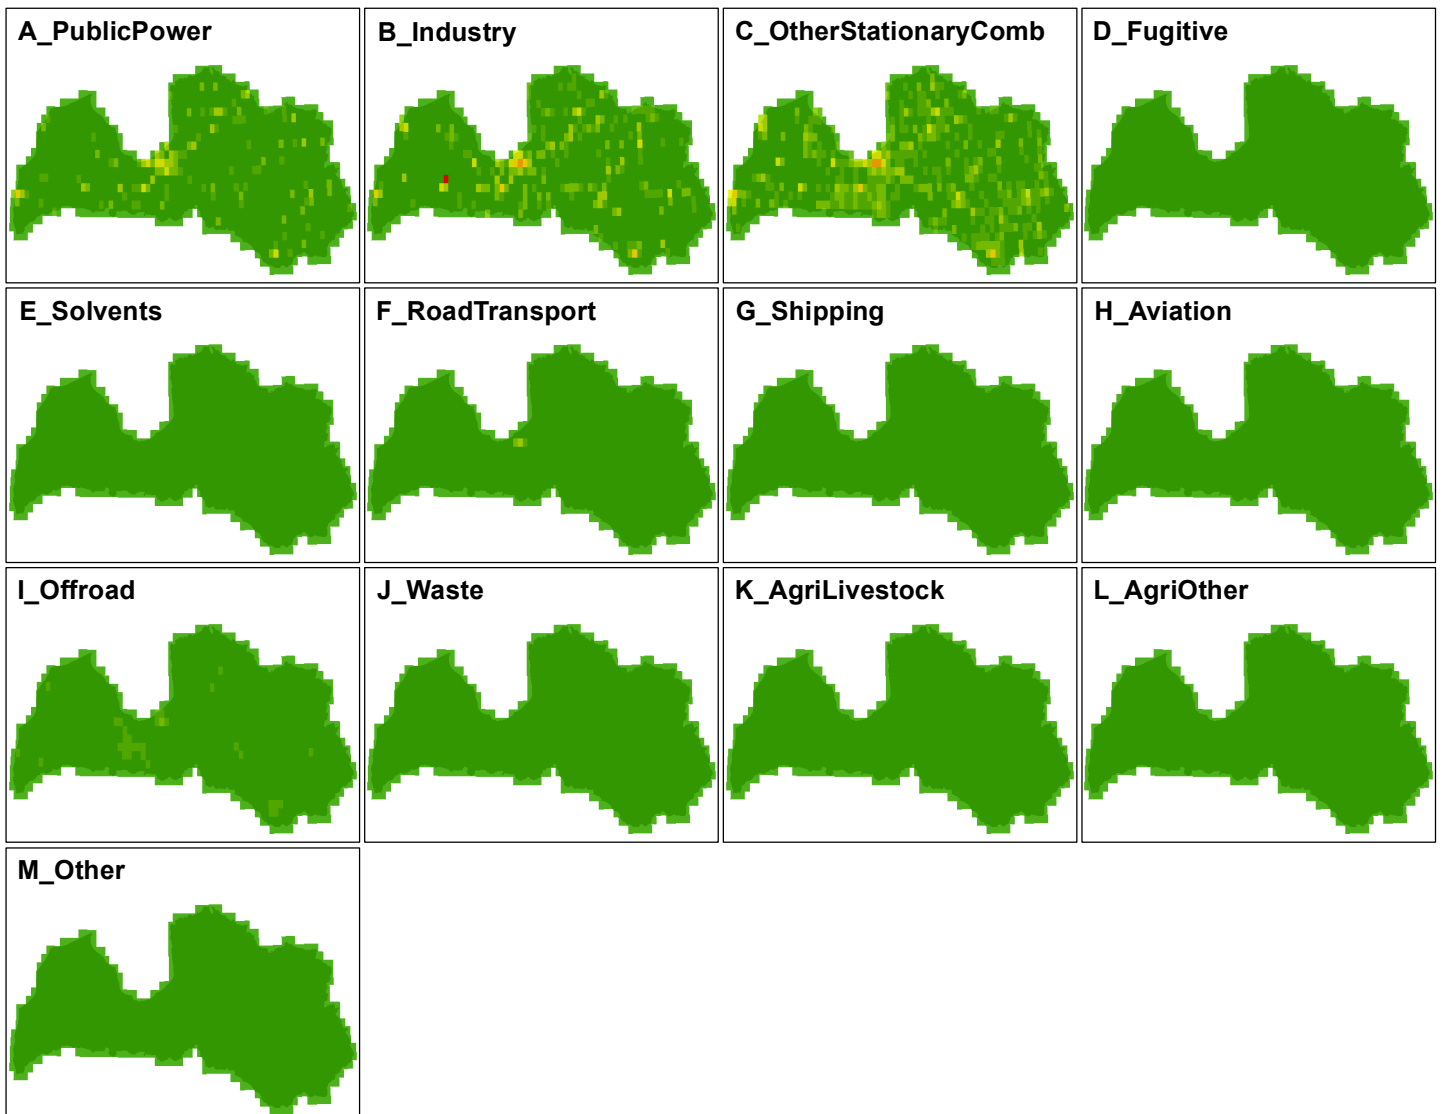 A_PublicPower
B_Industry
C_OtherStationaryComb
D_Fugitive
E_Solvents
F_RoadTransport
G_Shipping
H_Aviation
I_Offroad
J_Waste
K_AgriLivestock
L_AgriOther
M_Other